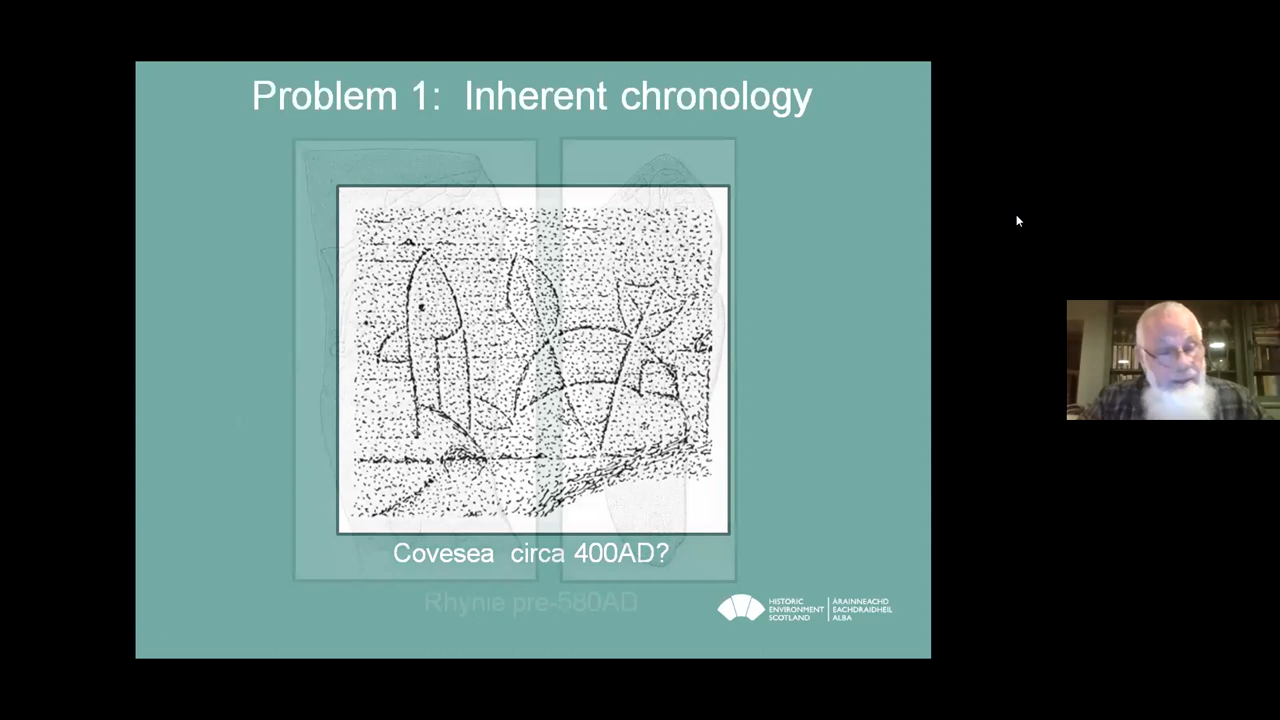 Problem 1: Inherent chronology
Covesea circa 400AD?
Rhynie pre-580AD
HISTORIC
ENVIRONMENT
SCOTLAND
ÀRAINNEACHD
EACHDRAIDHEIL
ALBA